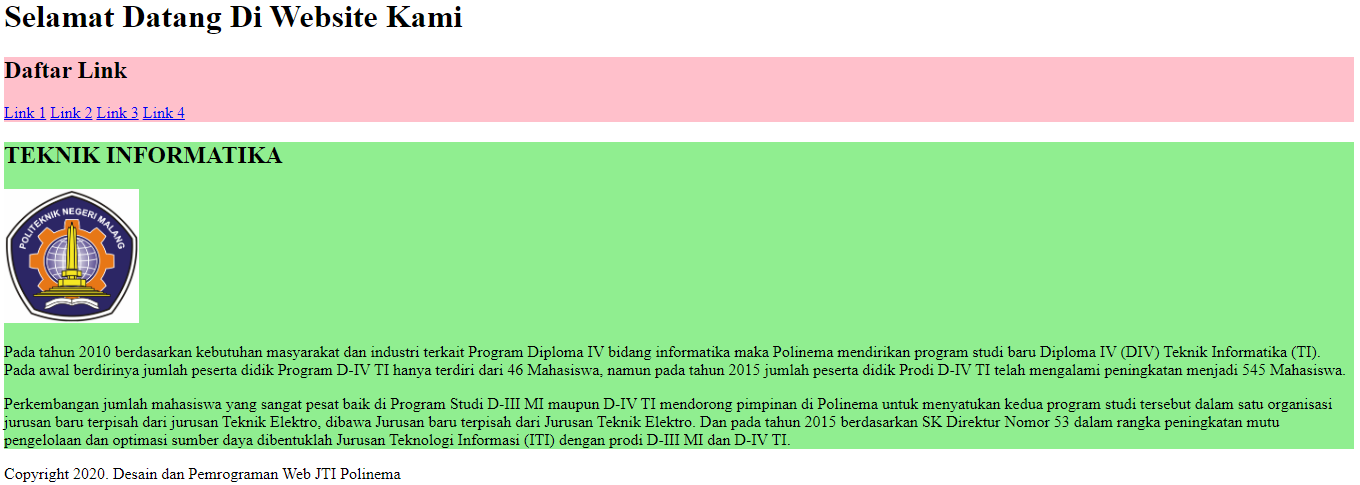 Selamat Datang Di Website Kami
Daftar Link
Link 1 Link 2 Link 3 Link 4
TEKNIK INFORMATIKA
POLITEKNIK NEGERI MALANG
Pada tahun 2010 berdasarkan kebutuhan masyarakat dan industri terkait Program Diploma IV bidang informatika maka Polinema mendirikan program studi baru Diploma IV (DIV) Teknik Informatika (TI).
Pada awal berdirinya jumlah peserta didik Program D-IV TI hanya terdiri dari 46 Mahasiswa, namun pada tahun 2015 jumlah peserta didik Prodi D-IV TI telah mengalami peningkatan menjadi 545 Mahasiswa.
Perkembangan jumlah mahasiswa yang sangat pesat baik di Program Studi D-III MI maupun D-IV TI mendorong pimpinan di Polinema untuk menyatukan kedua program studi tersebut dalam satu organisasi
jurusan baru terpisah dari jurusan Teknik Elektro, dibawa Jurusan baru terpisah dari Jurusan Teknik Elektro. Dan pada tahun 2015 berdasarkan SK Direktur Nomor 53 dalam rangka peningkatan mutu
pengelolaan dan optimasi sumber daya dibentuklah Jurusan Teknologi Informasi (ITI) dengan prodi D-III MI dan D-IV TI.
Copyright 2020. Desain dan Pemrograman Web JTI Polinema